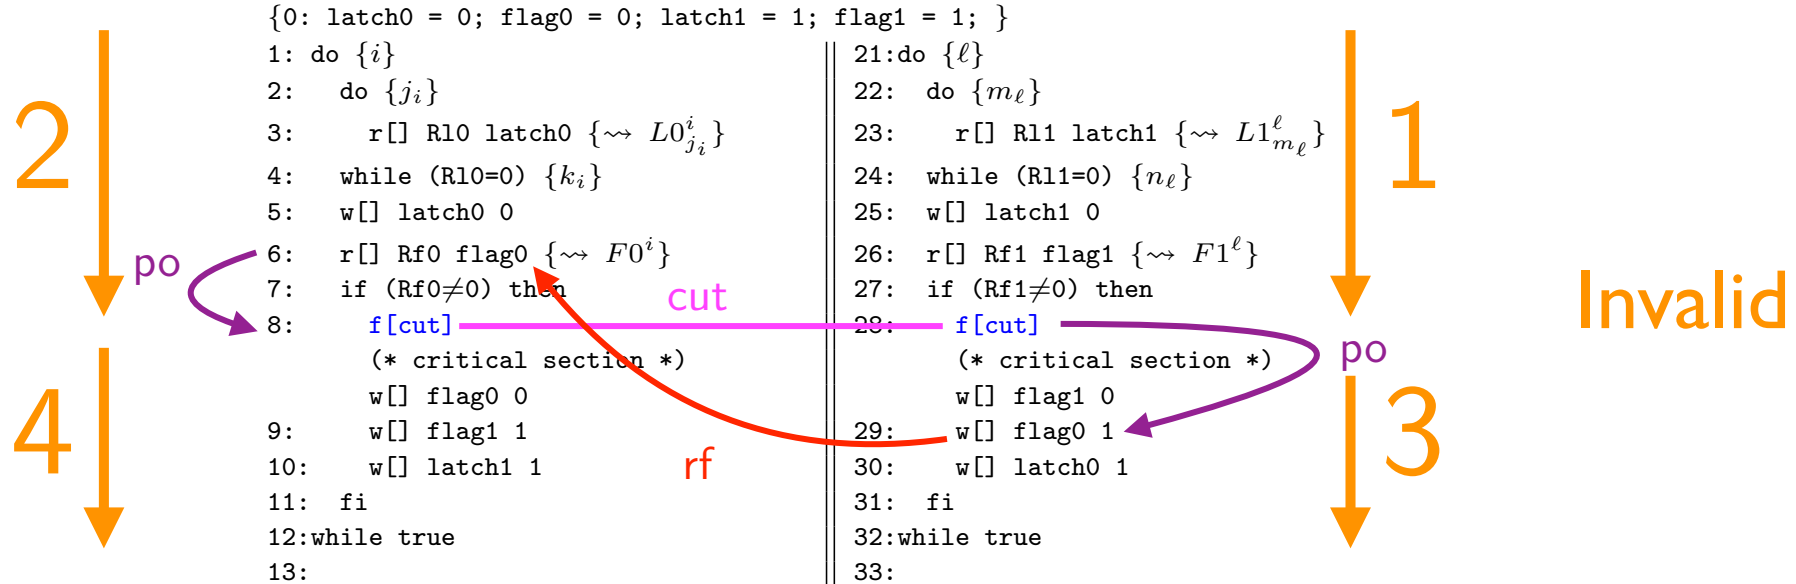 {0: latch0 = 0; flag0 = 0; latch1 = 1; flag1 = 1; }
1: do {i} 21:do {ℓ}
2: do {j_i} 22: do {m_ℓ}
3: r[] Rl0 latch0 {⇝ L0^i_{j_i}} 23: r[] Rl1 latch1 {⇝ L1^ℓ_{m_ℓ}}
4: while (Rl0=0) {k_i} 24: while (Rl1=0) {n_ℓ}
5: w[] latch0 0 25: w[] latch1 0
6: r[] Rf0 flag0 {⇝ F0^i} 26: r[] Rf1 flag1 {⇝ F1^ℓ}
7: if (Rf0≠0) then 27: if (Rf1≠0) then
8: f[cut] 28: f[cut]
(* critical section *) (* critical section *)
w[] flag0 0 w[] flag1 0
9: w[] flag1 1 29: w[] flag0 1
10: w[] latch1 1 30: w[] latch0 1
11: fi 31: fi
12:while true 32:while true
13: 33:
2
1
po
cut
Invalid
po
4
3
rf